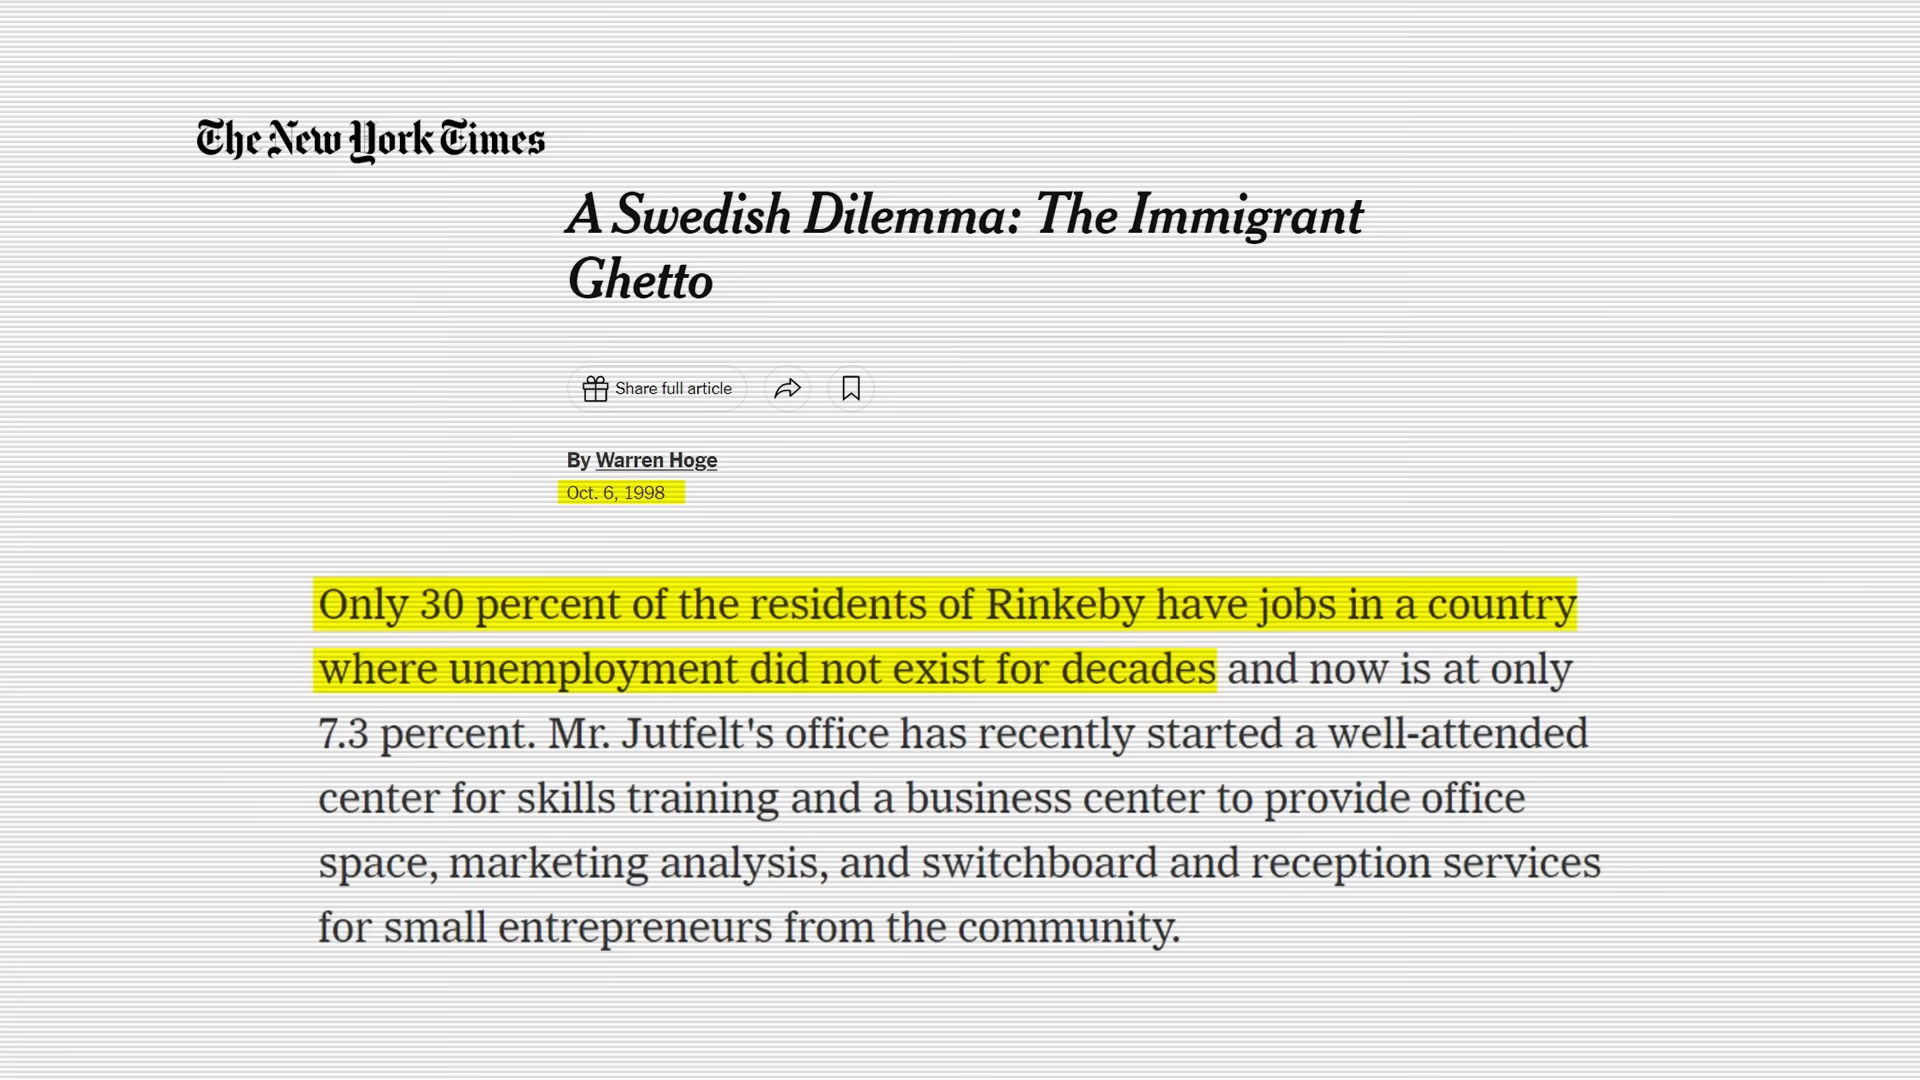 The New York Times
A Swedish Dilemma: The Immigrant
Ghetto
Share full article
By Warren Hoge
Oct. 6, 1998
Only 30 percent of the residents of Rinkeby have jobs in a country
where unemployment did not exist for decades and now is at only
7.3 percent. Mr. Jutfelt's office has recently started a well-attended
center for skills training and a business center to provide office
space, marketing analysis, and switchboard and reception services
for small entrepreneurs from the community.